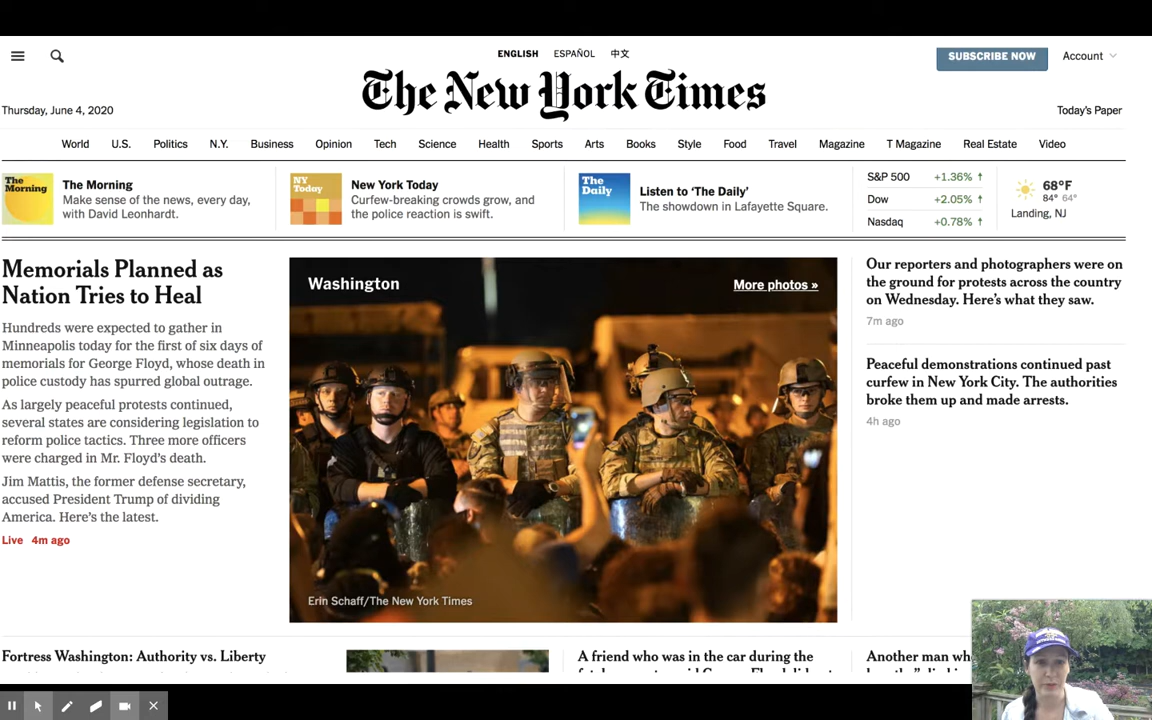 ENGLISH ESPAÑOL 中文
SUBSCRIBE NOW
Account
The New York Times
Thursday, June 4, 2020
Today's Paper
World U.S. Politics N.Y. Business Opinion Tech Science Health Sports Arts Books Style Food Travel Magazine T Magazine Real Estate Video
The Morning
The Morning
Make sense of the news, every day,
with David Leonhardt.
NY Today
New York Today
Curfew-breaking crowds grow, and
the police reaction is swift.
The Daily
Listen to ‘The Daily’
The showdown in Lafayette Square.
S&P 500 +1.36% ↑
Dow +2.05% ↑
Nasdaq +0.78% ↑
68°F
84° 64°
Landing, NJ
Memorials Planned as
Nation Tries to Heal
Hundreds were expected to gather in
Minneapolis today for the first of six days of
memorials for George Floyd, whose death in
police custody has spurred global outrage.
As largely peaceful protests continued,
several states are considering legislation to
reform police tactics. Three more officers
were charged in Mr. Floyd’s death.
Jim Mattis, the former defense secretary,
accused President Trump of dividing
America. Here’s the latest.
Live 4m ago
Washington
More photos »
Erin Schaff/The New York Times
Our reporters and photographers were on
the ground for protests across the country
on Wednesday. Here’s what they saw.
7m ago
Peaceful demonstrations continued past
curfew in New York City. The authorities
broke them up and made arrests.
4h ago
Fortress Washington: Authority vs. Liberty
A friend who was in the car during the
Another man